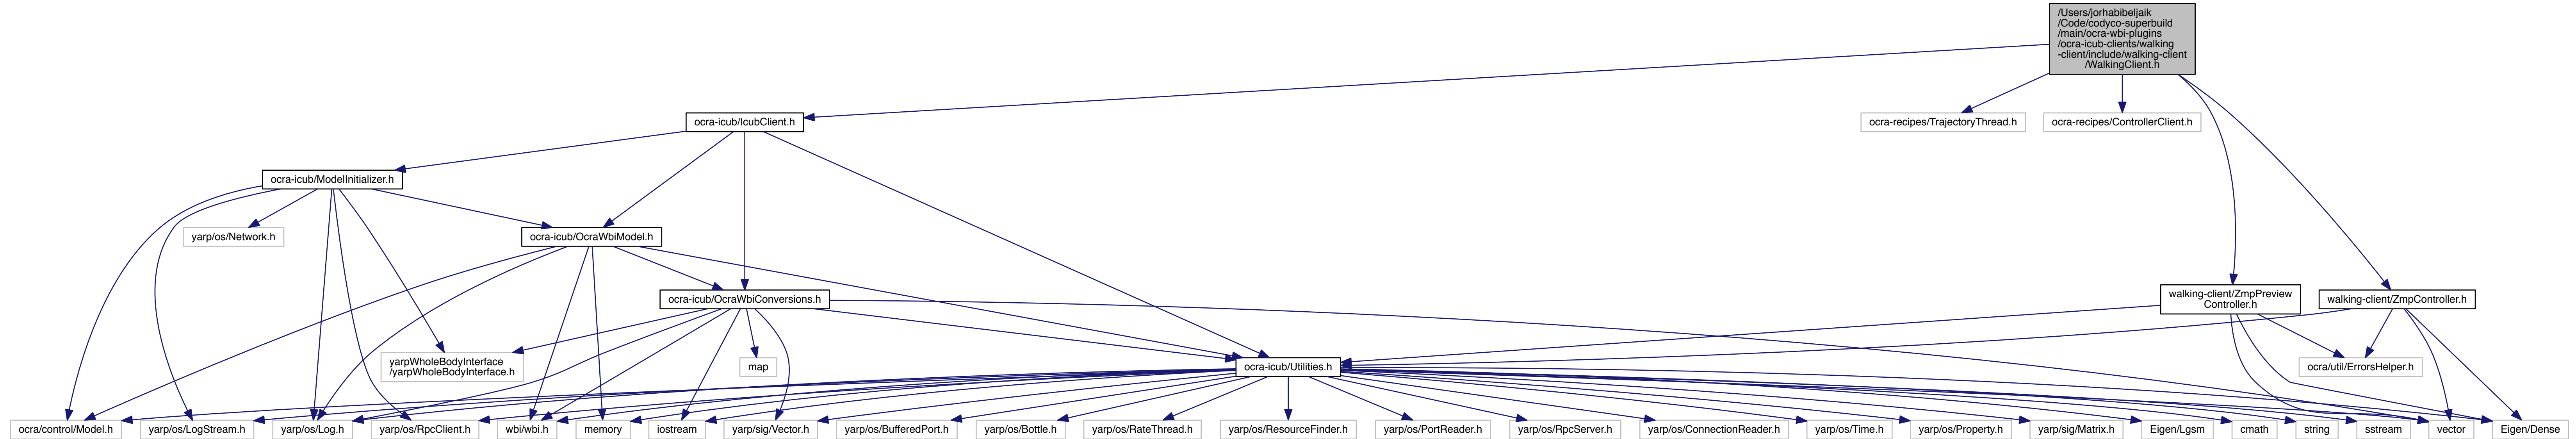 /Users/jorhabibeljaik
/Code/codyco-superbuild
/main/ocra-wbi-plugins
/ocra-icub-clients/walking
-client/include/walking-client
/WalkingClient.h
ocra-icub/IcubClient.h
ocra-recipes/TrajectoryThread.h
ocra-recipes/ControllerClient.h
ocra-icub/ModelInitializer.h
yarp/os/Network.h
ocra-icub/OcraWbiModel.h
ocra-icub/OcraWbiConversions.h
walking-client/ZmpPreview
Controller.h
walking-client/ZmpController.h
yarpWholeBodyInterface
/yarpWholeBodyInterface.h
map
ocra-icub/Utilities.h
ocra/util/ErrorsHelper.h
ocra/control/Model.h
yarp/os/LogStream.h
yarp/os/Log.h
yarp/os/RpcClient.h
wbi/wbi.h
memory
iostream
yarp/sig/Vector.h
yarp/os/BufferedPort.h
yarp/os/Bottle.h
yarp/os/RateThread.h
yarp/os/ResourceFinder.h
yarp/os/PortReader.h
yarp/os/RpcServer.h
yarp/os/ConnectionReader.h
yarp/os/Time.h
yarp/os/Property.h
yarp/sig/Matrix.h
Eigen/Lgsm
cmath
string
sstream
vector
Eigen/Dense